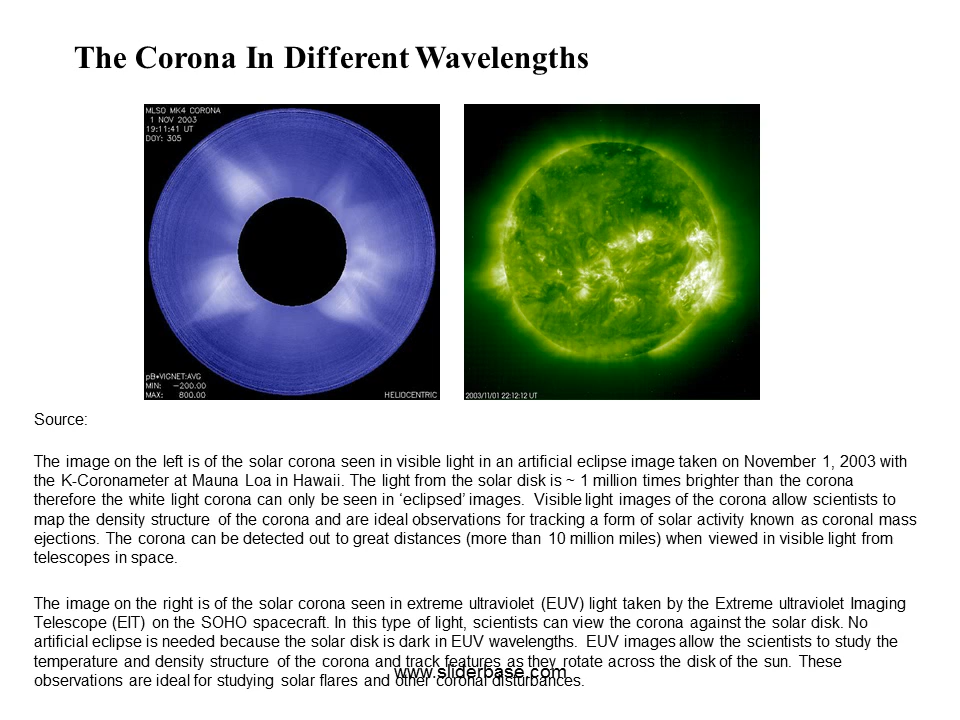 The Corona In Different Wavelengths
MLSO MK4 CORONA
1 NOV 2003
19:11:41 UT
DOY: 305
pB+VIGNET:AVG
MIN: −200.00
MAX: 800.00
HELIOCENTRIC
2003/11/01 22:12:12 UT
Source:
The image on the left is of the solar corona seen in visible light in an artificial eclipse image taken on November 1, 2003 with
the K-Coronameter at Mauna Loa in Hawaii. The light from the solar disk is ~ 1 million times brighter than the corona
therefore the white light corona can only be seen in ‘eclipsed’ images. Visible light images of the corona allow scientists to
map the density structure of the corona and are ideal observations for tracking a form of solar activity known as coronal mass
ejections. The corona can be detected out to great distances (more than 10 million miles) when viewed in visible light from
telescopes in space.
The image on the right is of the solar corona seen in extreme ultraviolet (EUV) light taken by the Extreme ultraviolet Imaging
Telescope (EIT) on the SOHO spacecraft. In this type of light, scientists can view the corona against the solar disk. No
artificial eclipse is needed because the solar disk is dark in EUV wavelengths. EUV images allow the scientists to study the
temperature and density structure of the corona and track features as they rotate across the disk of the sun. These
observations are ideal for studying solar flares and other coronal disturbances.
www.sliderbase.com